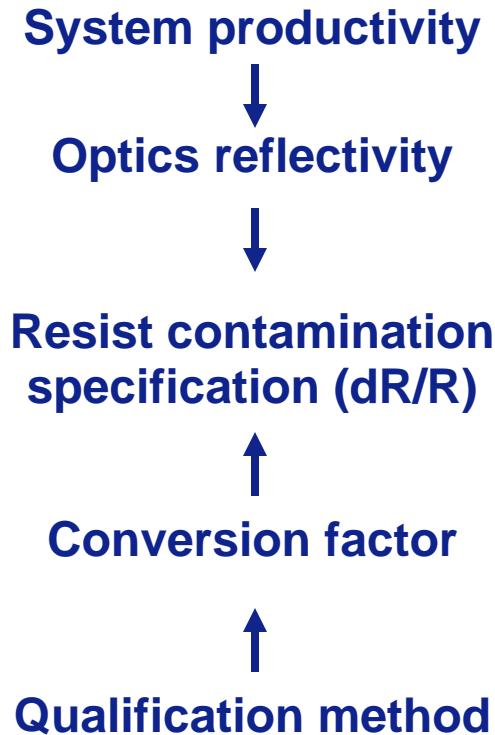 System productivity
Optics reflectivity
Resist contamination
specification (dR/R)
Conversion factor
Qualification method